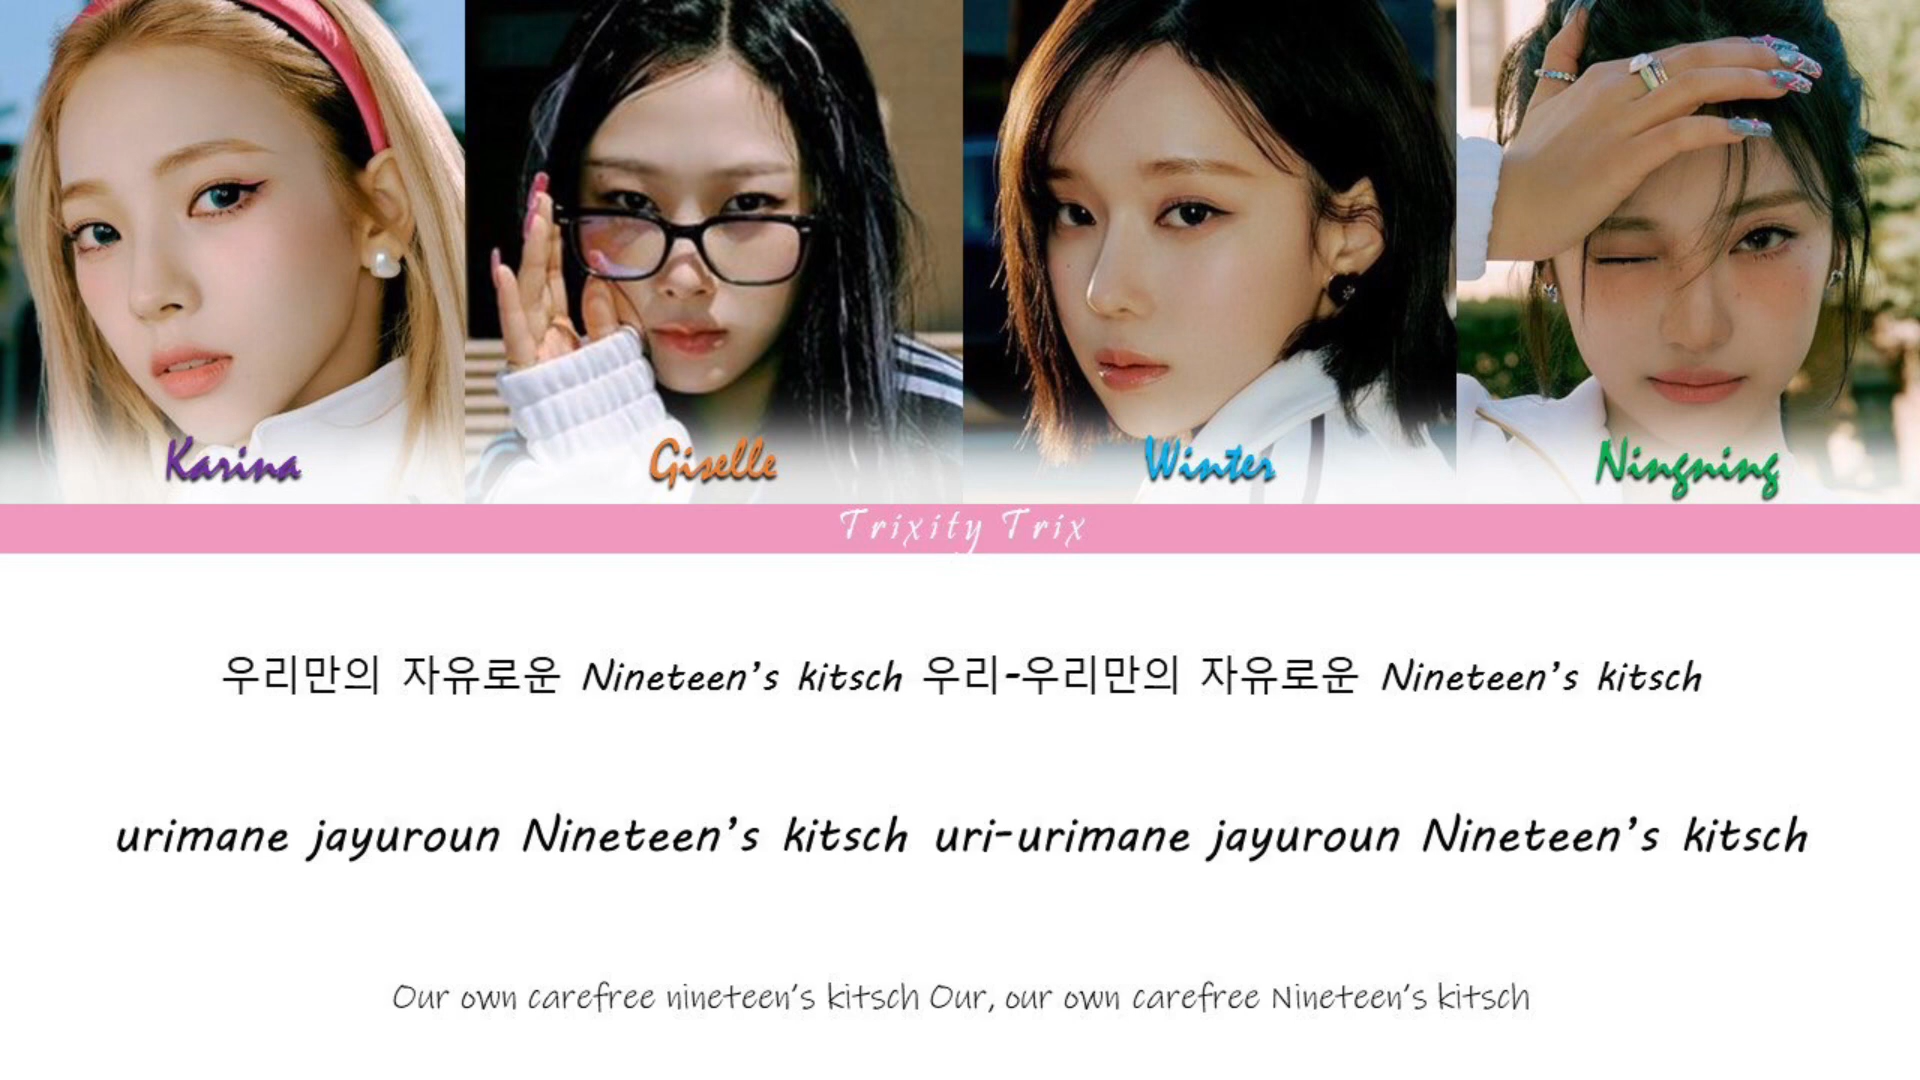 Karina
Giselle
Winter
Ningning
Trixity Trix
우리만의 자유로운 Nineteen's kitsch 우리-우리만의 자유로운 Nineteen's kitsch
urimane jayuroun Nineteen's kitsch uri-urimane jayuroun Nineteen's kitsch
Our own carefree nineteen's kitsch Our, our own carefree Nineteen's kitsch